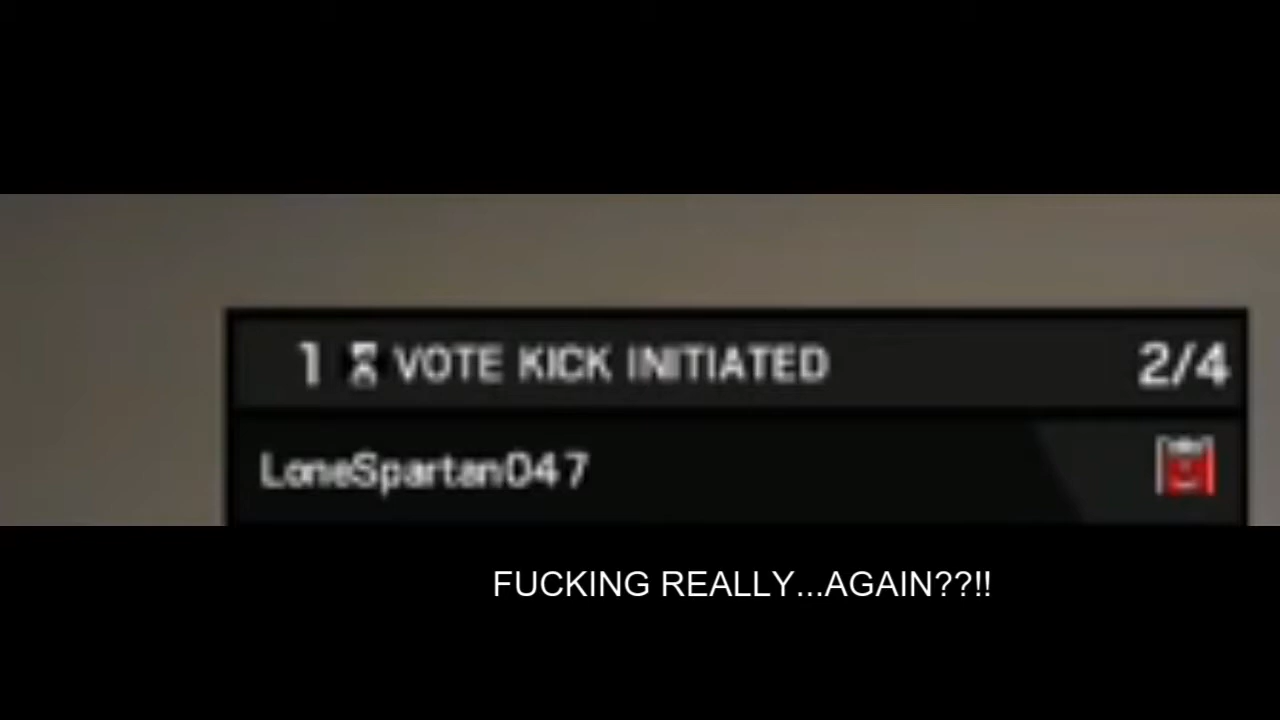 1 VOTE KICK INITIATED 2/4
LoneSpartan047
FUCKING REALLY...AGAIN??!!